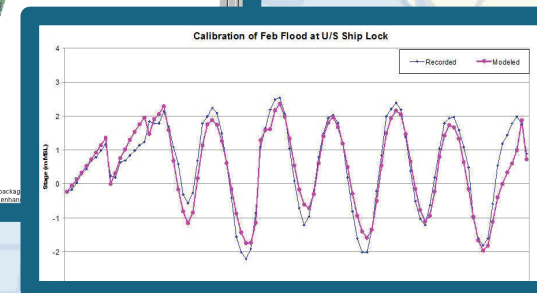 Calibration of Feb Flood at U/S Ship Lock
Recorded
Modeled
Stage (mMSL)
4
3
2
1
0
-1
-2
packag
enhan